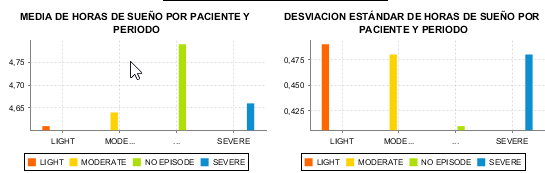 MEDIA DE HORAS DE SUEÑO POR PACIENTE Y
PERIODO
4,75
4,70
4,65
LIGHT MODE... ... SEVERE
LIGHT MODERATE NO EPISODE SEVERE
DESVIACION ESTÁNDAR DE HORAS DE SUEÑO POR
PACIENTE Y PERIODO
0,475
0,450
0,425
LIGHT MODE... ... SEVERE
LIGHT MODERATE NO EPISODE SEVERE